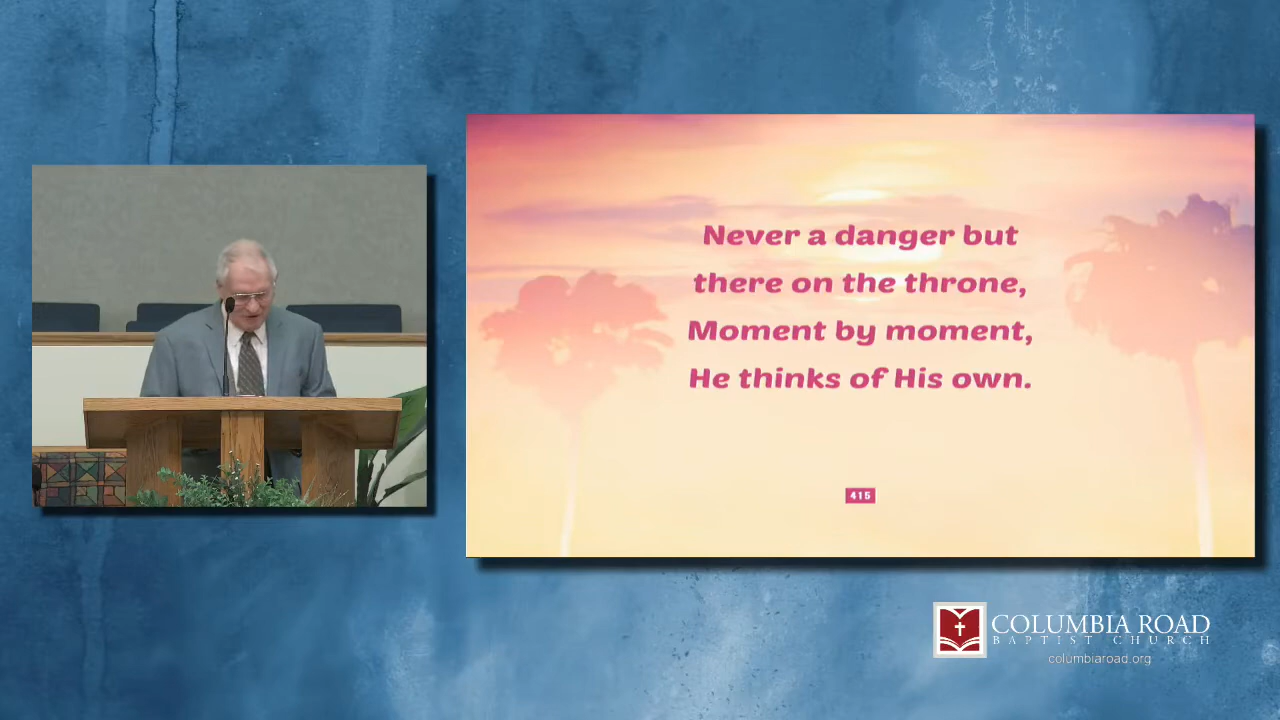 Never a danger but
there on the throne,
Moment by moment,
He thinks of His own.
415
COLUMBIA ROAD
BAPTIST CHURCH
columbiaroad.org